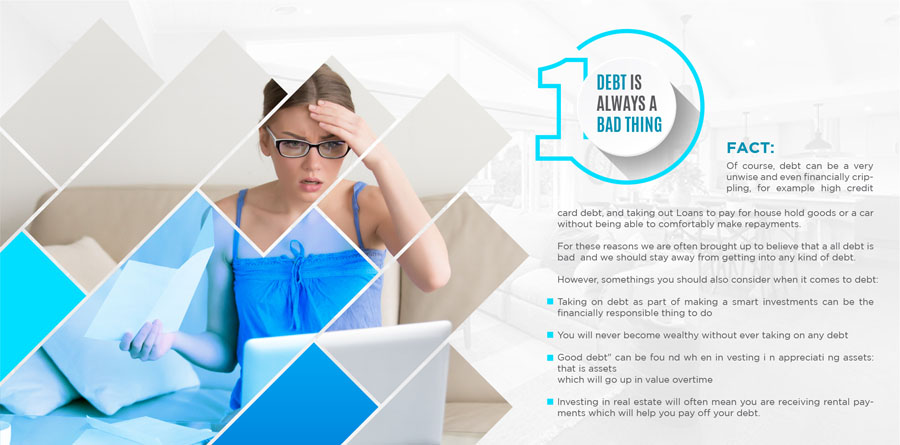 10
DEBT IS
ALWAYS A
BAD THING
FACT:
Of course, debt can be a very
unwise and even financially crip-
pling, for example high credit
card debt, and taking out Loans to pay for house hold goods or a car
without being able to comfortably make repayments.
For these reasons we are often brought up to believe that a all debt is
bad and we should stay away from getting into any kind of debt.
However, somethings you should also consider when it comes to debt:
Taking on debt as part of making a smart investments can be the
financially responsible thing to do
You will never become wealthy without ever taking on any debt
Good debt" can be fou nd wh en in vesting i n appreciati ng assets:
that is assets
which will go up in value overtime
Investing in real estate will often mean you are receiving rental pay-
ments which will help you pay off your debt.